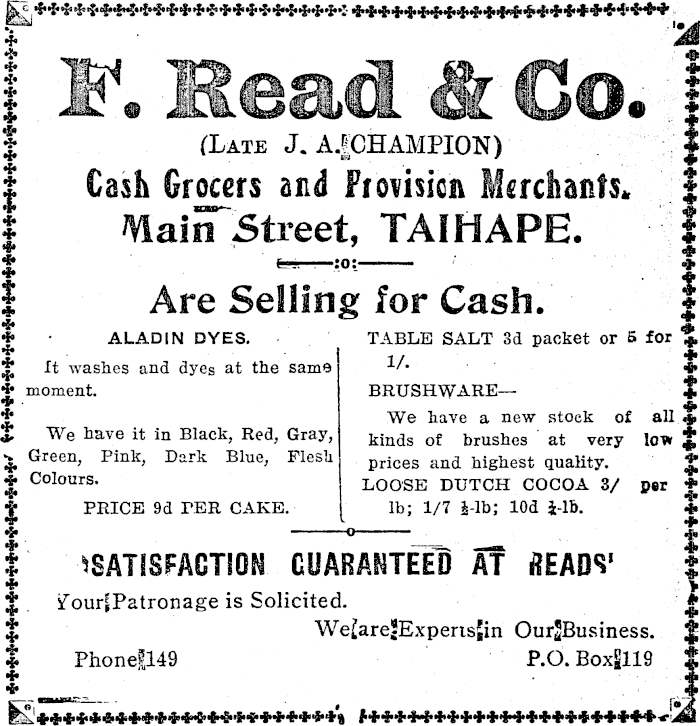 F. Read & Co.
(LATE J. A. CHAMPION)
Cash Grocers and Provision Merchants.
Main Street, TAIHAPE.
:o:
Are Selling for Cash.
ALADIN DYES.
It washes and dyes at the same
moment.
We have it in Black, Red, Gray,
Green, Pink, Dark Blue, Flesh
Colours.
PRICE 9d PER CAKE.
TABLE SALT 3d packet or 5 for
1/.
BRUSHWARE—
We have a new stock of all
kinds of brushes at very low
prices and highest quality.
LOOSE DUTCH COCOA 3/ per
lb; 1/7 ½-lb; 10d ¼-lb.
o
'SATISFACTION GUARANTEED AT READS'
Your Patronage is Solicited.
We are Experts in Our Business.
Phone 149
P.O. Box 119